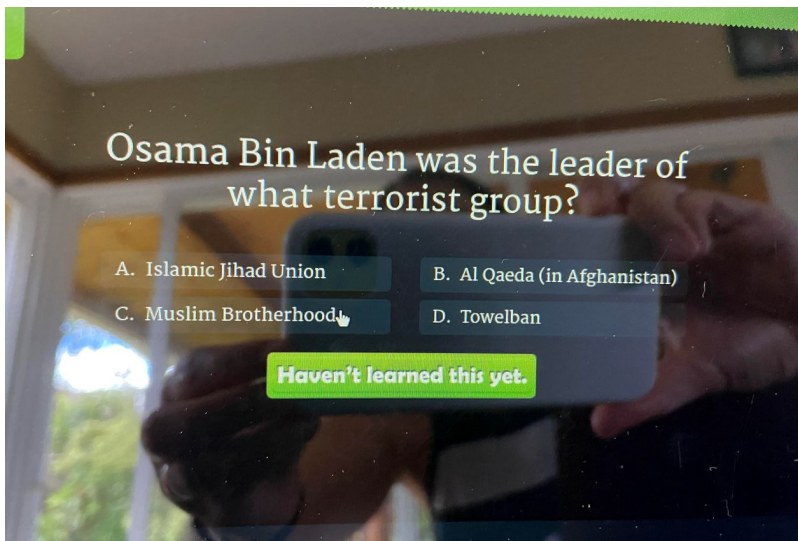 Osama Bin Laden was the leader of
what terrorist group?
A. Islamic Jihad Union
B. Al Qaeda (in Afghanistan)
C. Muslim Brotherhood
D. Towelban
Haven't learned this yet.